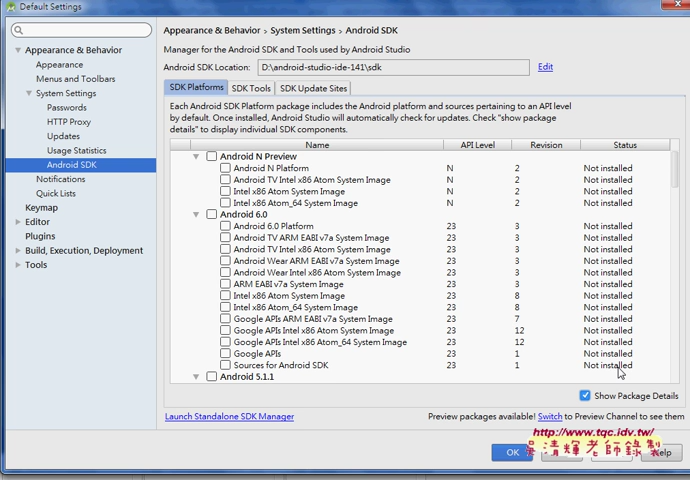 Default Settings
Appearance & Behavior
Appearance
Menus and Toolbars
System Settings
Passwords
HTTP Proxy
Updates
Usage Statistics
Android SDK
Notifications
Quick Lists
Keymap
Editor
Plugins
Build, Execution, Deployment
Tools
Appearance & Behavior › System Settings › Android SDK
Manager for the Android SDK and Tools used by Android Studio
Android SDK Location: D:\android-studio-ide-141\sdk Edit
SDK Platforms SDK Tools SDK Update Sites
Each Android SDK Platform package includes the Android platform and sources pertaining to an API level
by default. Once installed, Android Studio will automatically check for updates. Check "show package
details" to display individual SDK components.
Name API Level Revision Status
Android N Preview
Android N Platform N 2 Not installed
Android TV Intel x86 Atom System Image N 2 Not installed
Intel x86 Atom System Image N 2 Not installed
Intel x86 Atom_64 System Image N 2 Not installed
Android 6.0
Android 6.0 Platform 23 3 Not installed
Android TV ARM EABI v7a System Image 23 3 Not installed
Android TV Intel x86 Atom System Image 23 3 Not installed
Android Wear ARM EABI v7a System Image 23 3 Not installed
Android Wear Intel x86 Atom System Image 23 3 Not installed
ARM EABI v7a System Image 23 3 Not installed
Intel x86 Atom System Image 23 8 Not installed
Intel x86 Atom_64 System Image 23 8 Not installed
Google APIs ARM EABI v7a System Image 23 7 Not installed
Google APIs Intel x86 Atom System Image 23 12 Not installed
Google APIs Intel x86 Atom_64 System Image 23 12 Not installed
Google APIs 23 1 Not installed
Sources for Android SDK 23 1 Not installed
Android 5.1.1
Show Package Details
Launch Standalone SDK Manager
Preview packages available! Switch to Preview Channel to see them
http://www.tqc.idv.tw/
吳清輝老師錄製
OK Help